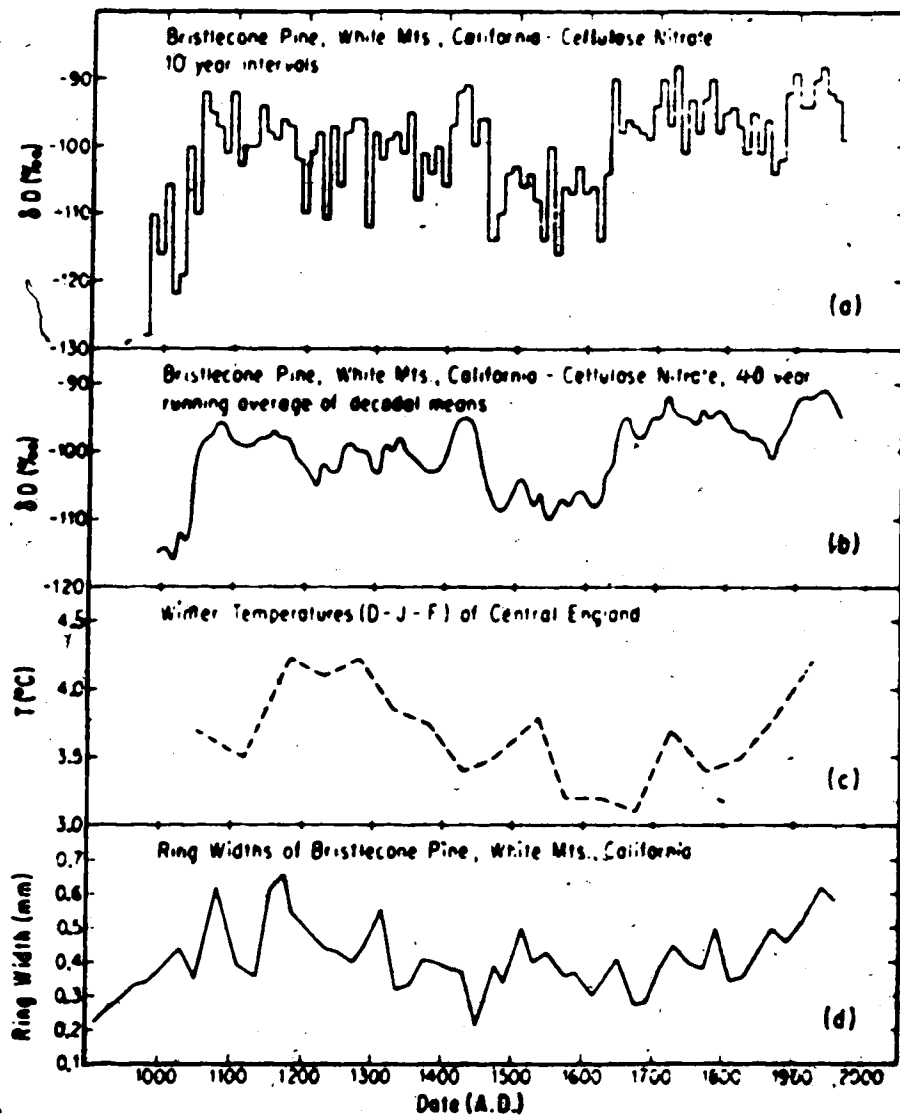 Bristlecone Pine, White Mts., California - Cellulose Nitrate
10 year intervals
-90
-100
-110
-120
-130
δD (‰)
(a)
Bristlecone Pine, White Mts., California - Cellulose Nitrate, 40 year
running average of decadal means
-90
-100
-110
-120
δD (‰)
(b)
Winter Temperatures (D-J-F) of Central England
4.5
4.0
3.5
3.0
T(°C)
(c)
Ring Widths of Bristlecone Pine, White Mts., California
0.7
0.6
0.5
0.4
0.3
0.2
0.1
Ring Width (mm)
(d)
1000 1100 1200 1300 1400 1500 1600 1700 1800 1900 2000
Date (A.D.)